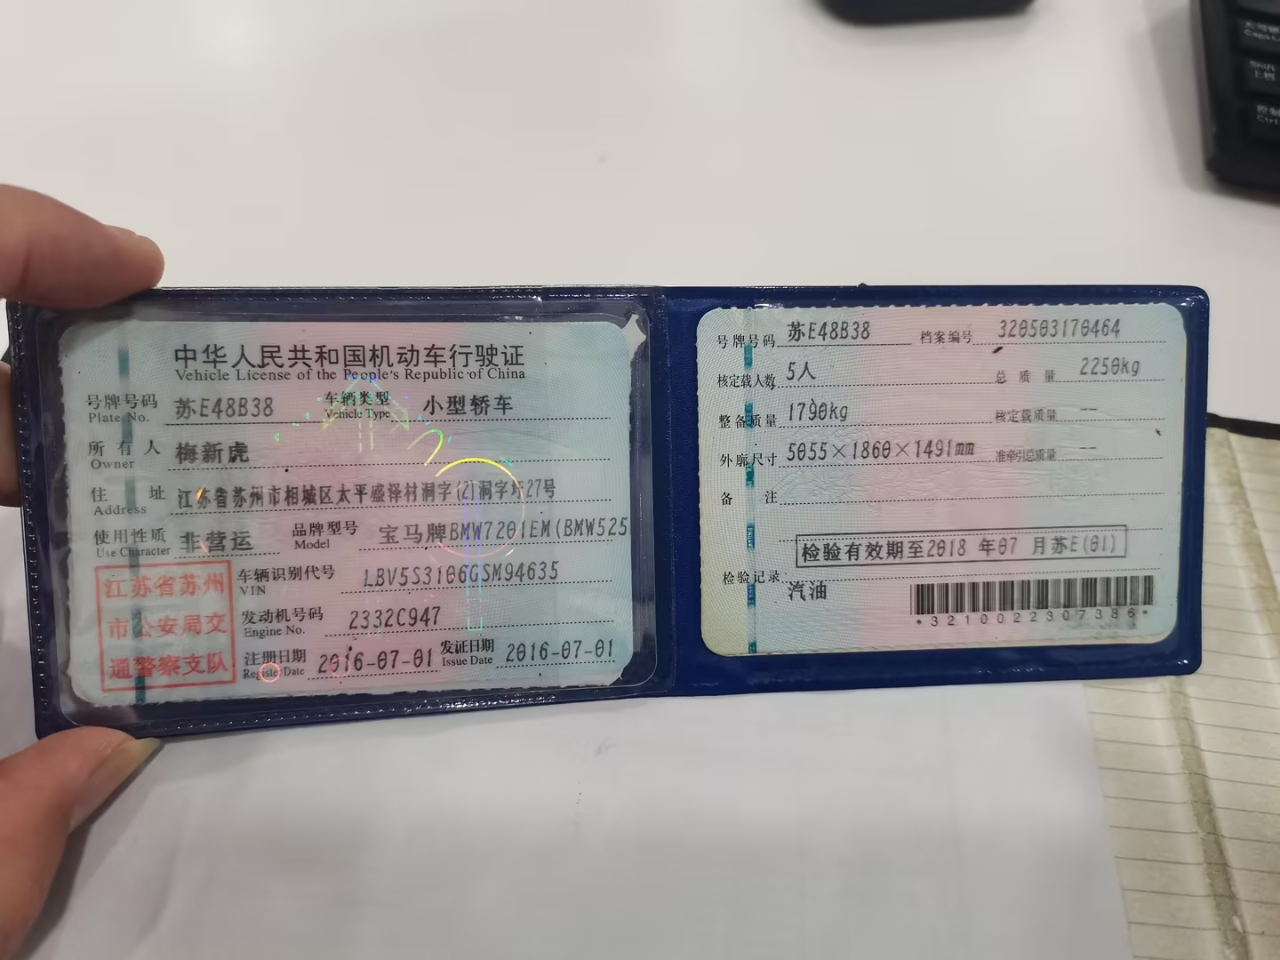 中华人民共和国机动车行驶证
Vehicle License of the People's Republic of China
号牌号码 苏E48B38 车辆类型 小型轿车
Plate No. Vehicle Type
所有人 梅新虎
Owner
住址 江苏省苏州市相城区太平盛泽村洞字(2)洞字圩27号
Address
使用性质 非营运 品牌型号 宝马牌BMW7201EM(BMW525
Use Character Model
江苏省苏州
市公安局交
通警察支队
车辆识别代号 LBV5S3106GSM94635
VIN
发动机号码 2332C947
Engine No.
注册日期 2016-07-01 发证日期 2016-07-01
Register Date Issue Date
号牌号码 苏E48B38 档案编号 320503170464
核定载人数 5人 总质量 2250kg
整备质量 1790kg 核定载质量 --
外廓尺寸 5055×1860×1491mm 准牵引总质量 --
备注
检验有效期至2018 年07 月苏E(01)
检验记录
汽油
*3210022307386*